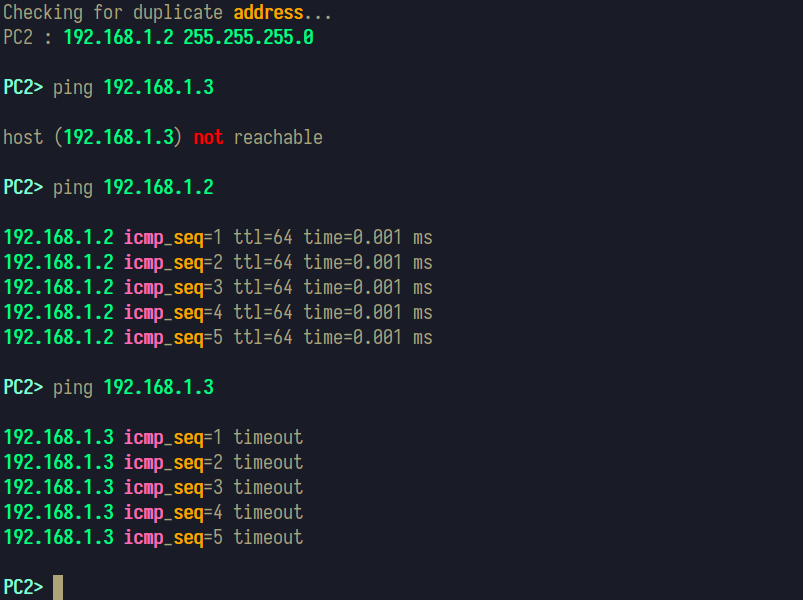 Checking for duplicate address...
PC2 : 192.168.1.2 255.255.255.0
PC2> ping 192.168.1.3
host (192.168.1.3) not reachable
PC2> ping 192.168.1.2
192.168.1.2 icmp_seq=1 ttl=64 time=0.001 ms
192.168.1.2 icmp_seq=2 ttl=64 time=0.001 ms
192.168.1.2 icmp_seq=3 ttl=64 time=0.001 ms
192.168.1.2 icmp_seq=4 ttl=64 time=0.001 ms
192.168.1.2 icmp_seq=5 ttl=64 time=0.001 ms
PC2> ping 192.168.1.3
192.168.1.3 icmp_seq=1 timeout
192.168.1.3 icmp_seq=2 timeout
192.168.1.3 icmp_seq=3 timeout
192.168.1.3 icmp_seq=4 timeout
192.168.1.3 icmp_seq=5 timeout
PC2>